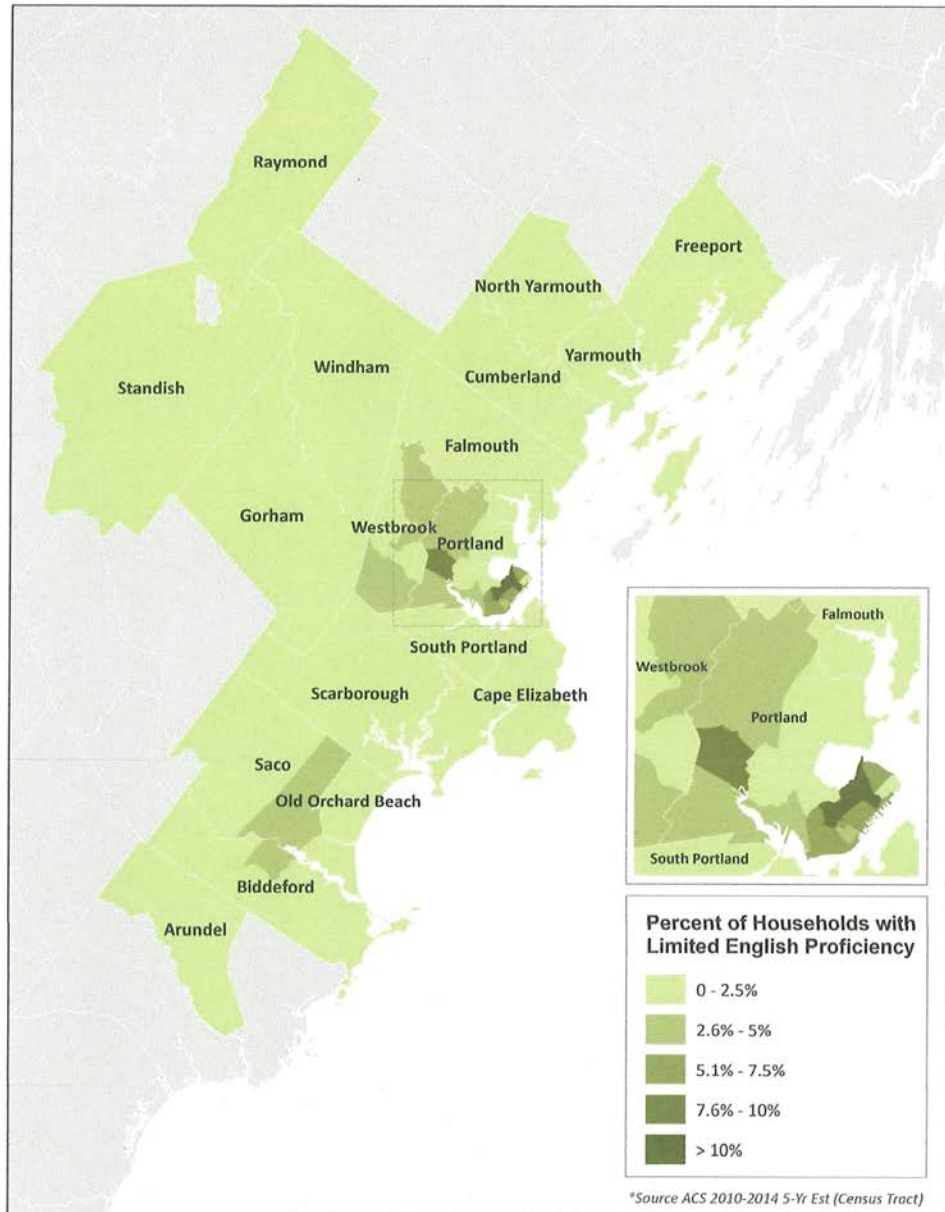 Raymond
Freeport
North Yarmouth
Yarmouth
Windham
Cumberland
Standish
Falmouth
Gorham
Westbrook
Portland
South Portland
Scarborough
Cape Elizabeth
Saco
Old Orchard Beach
Biddeford
Arundel
Falmouth
Westbrook
Portland
South Portland
Percent of Households with
Limited English Proficiency
0 - 2.5%
2.6% - 5%
5.1% - 7.5%
7.6% - 10%
> 10%
*Source ACS 2010-2014 5-Yr Est (Census Tract)